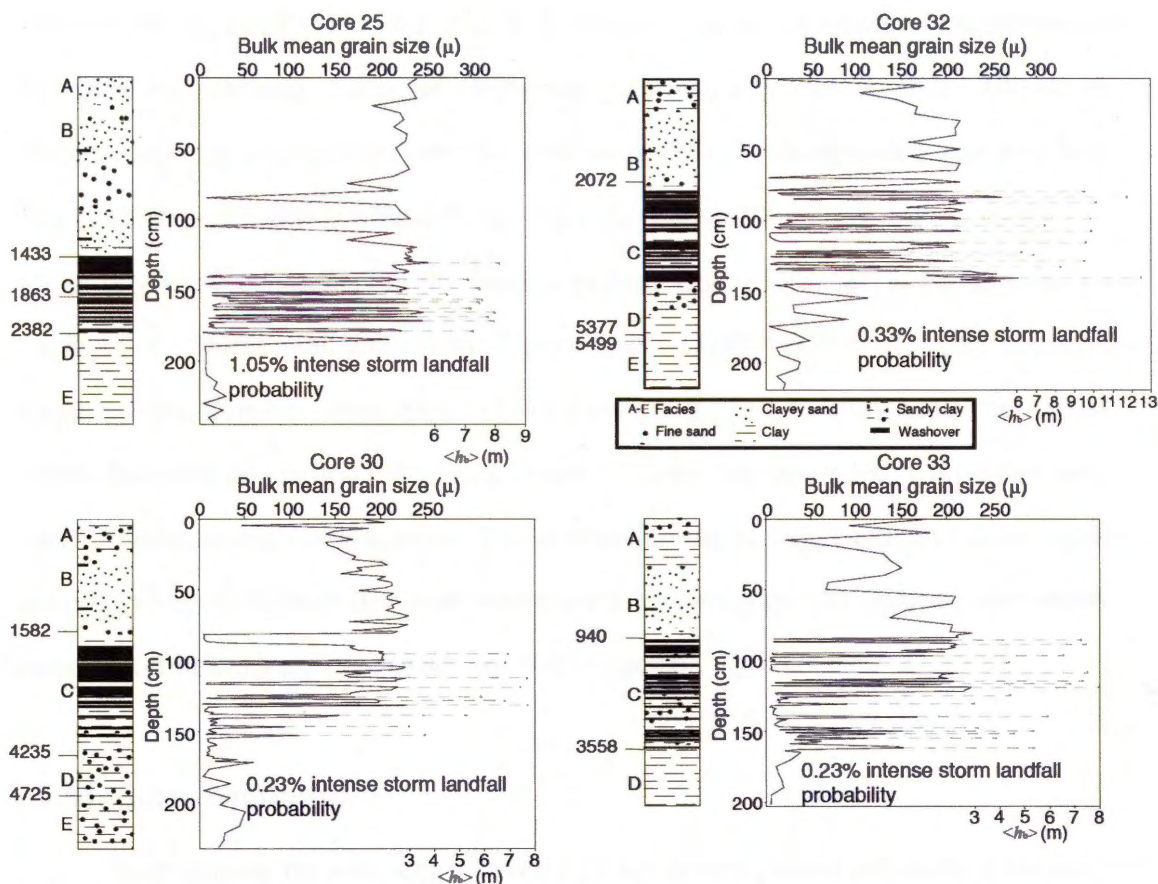 Core 25
Bulk mean grain size (μ)
0 50 100 150 200 250 300
A
B
C
D
E
1433
1863
2382
Depth (cm)
0
50
100
150
200
1.05% intense storm landfall
probability
6 7 8 9
<h_b> (m)
Core 32
Bulk mean grain size (μ)
0 50 100 150 200 250 300
A
B
C
D
E
2072
5377
5499
Depth (cm)
0
50
100
150
200
0.33% intense storm landfall
probability
6 7 8 9 10 11 12 13
<h_b> (m)
A-E Facies Clayey sand Sandy clay
Fine sand Clay Washover
Core 30
Bulk mean grain size (μ)
0 50 100 150 200 250
A
B
C
D
E
1582
4235
4725
Depth (cm)
0
50
100
150
200
0.23% intense storm landfall
probability
3 4 5 6 7 8
<h_b> (m)
Core 33
Bulk mean grain size (μ)
0 50 100 150 200 250
A
B
C
D
940
3558
Depth (cm)
0
50
100
150
200
0.23% intense storm landfall
probability
3 4 5 6 7 8
<h_b> (m)